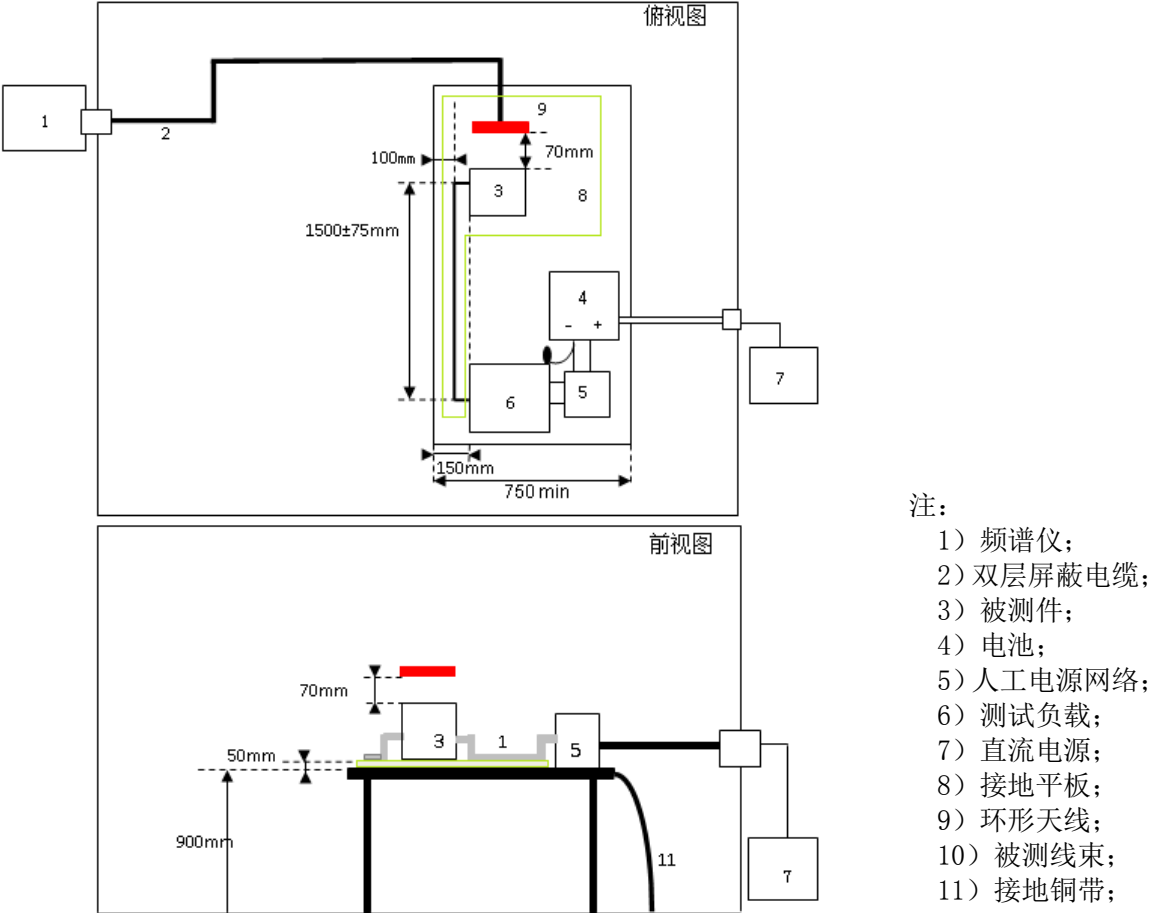 俯视图
1
2
9
70mm
100mm
3
8
1500±75mm
4
- +
7
5
6
150mm
750 min
前视图
70mm
3
1
5
50mm
900mm
11
7
注：
1）频谱仪；
2）双层屏蔽电缆；
3）被测件；
4）电池；
5）人工电源网络；
6）测试负载；
7）直流电源；
8）接地平板；
9）环形天线；
10）被测线束；
11）接地铜带；